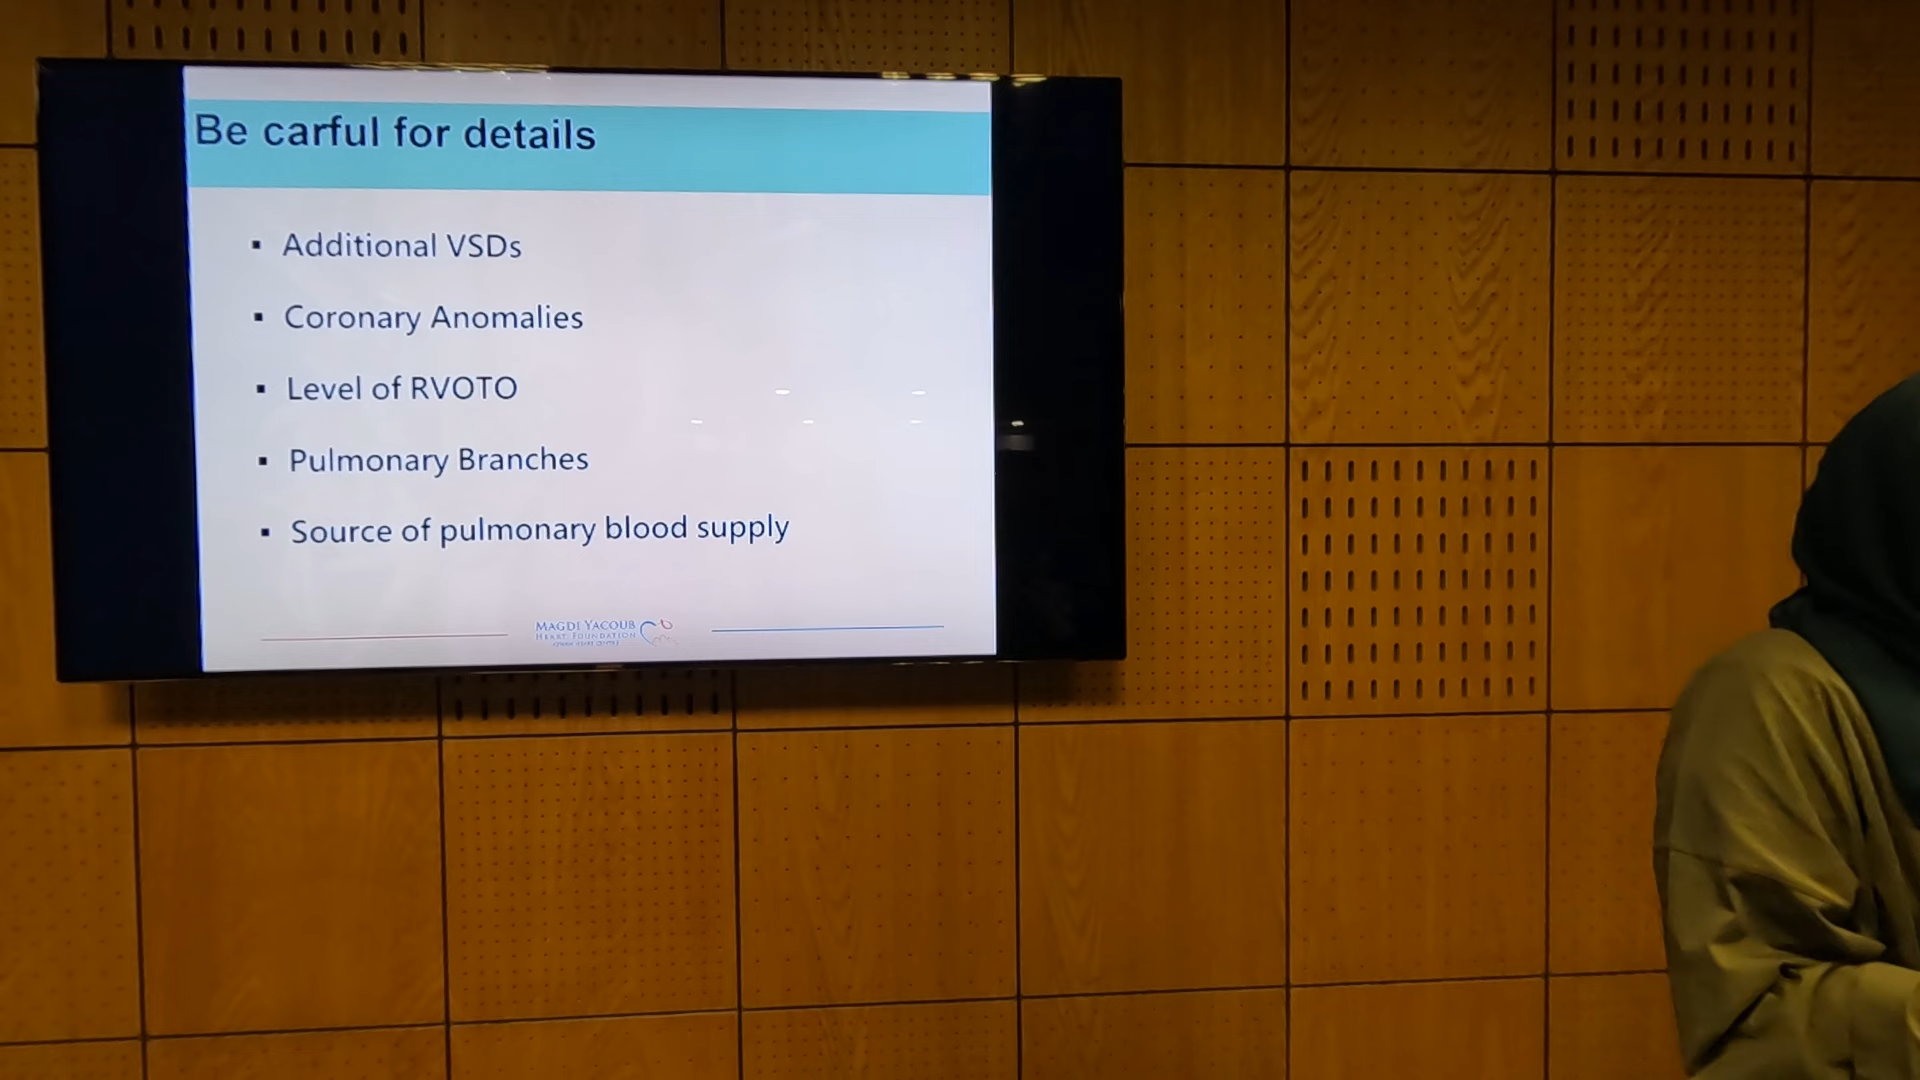 Be carful for details
▪ Additional VSDs
▪ Coronary Anomalies
▪ Level of RVOTO
▪ Pulmonary Branches
▪ Source of pulmonary blood supply
MAGDI YACOUB
HEART FOUNDATION